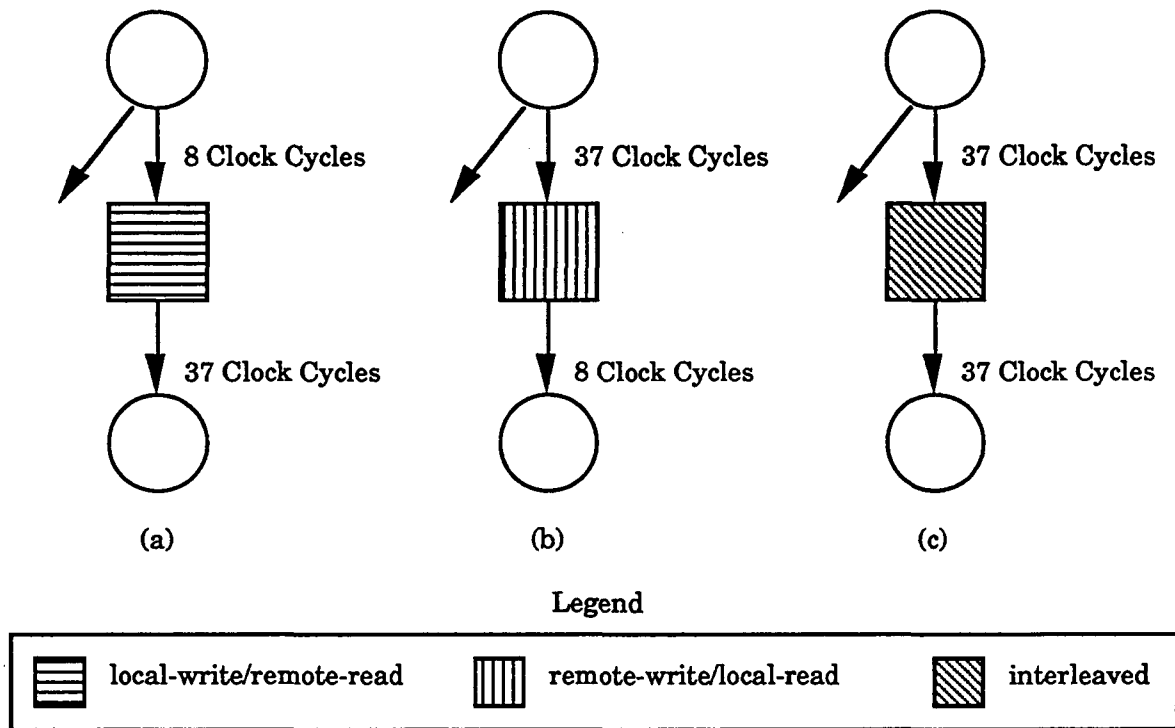 8 Clock Cycles
37 Clock Cycles
37 Clock Cycles
37 Clock Cycles
8 Clock Cycles
37 Clock Cycles
(a)
(b)
(c)
Legend
local-write/remote-read
remote-write/local-read
interleaved